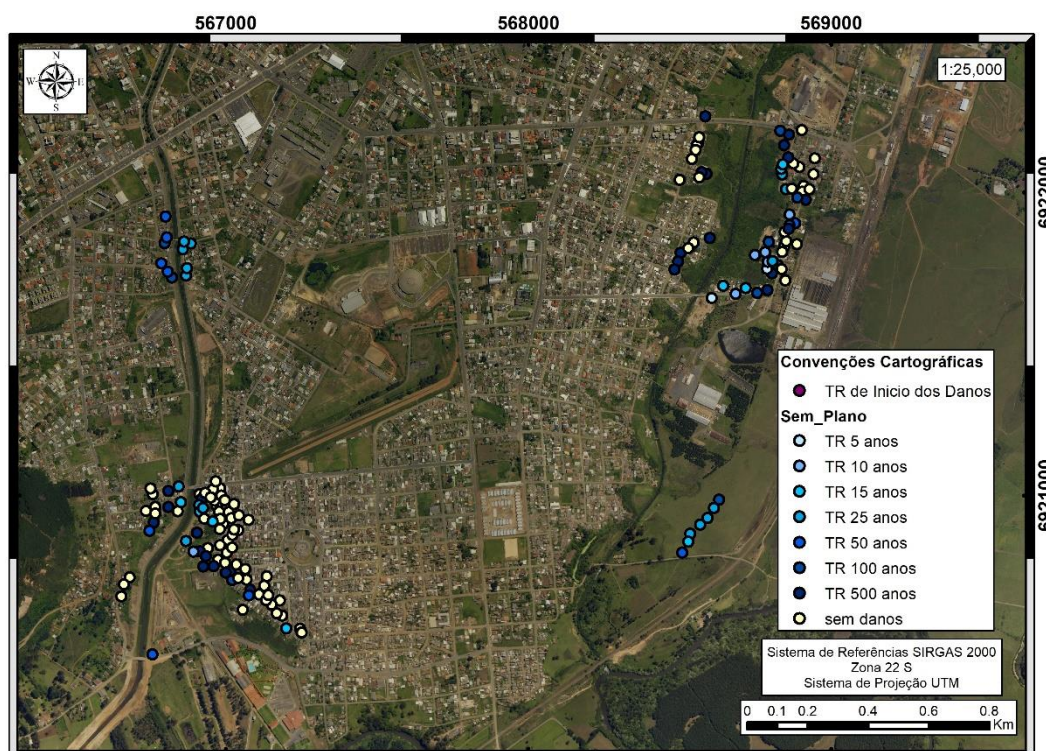 567000 568000 569000
N
W E
S
1:25,000
6922000
6921000
Convenções Cartográficas
TR de Inicio dos Danos
Sem_Plano
TR 5 anos
TR 10 anos
TR 15 anos
TR 25 anos
TR 50 anos
TR 100 anos
TR 500 anos
sem danos
Sistema de Referências SIRGAS 2000
Zona 22 S
Sistema de Projeção UTM
0 0.1 0.2 0.4 0.6 0.8
Km